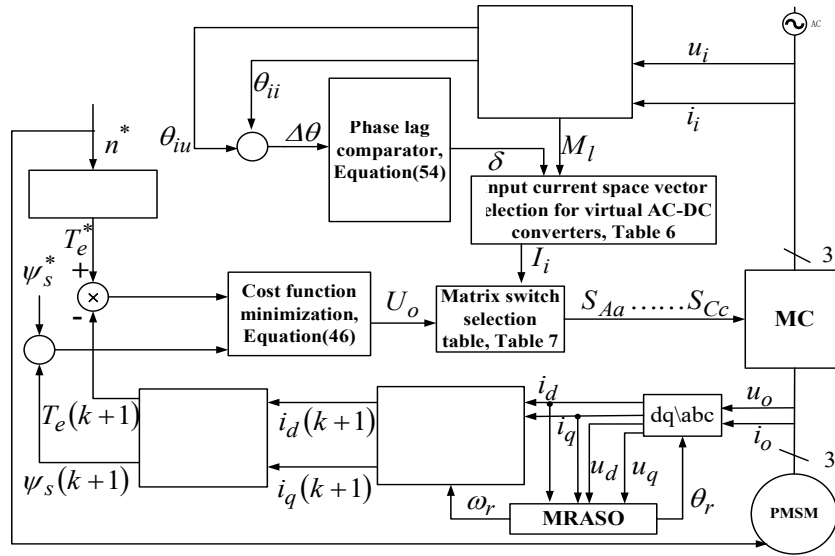 AC
u_i
θ_ii
i_i
θ_iu
Δθ
Phase lag
comparator,
Equation(54)
δ
M_l
n*
Input current space vector
selection for virtual AC-DC
converters, Table 6
T_e*
I_i
3
ψ_s*
+
×
-
Cost function
minimization,
Equation(46)
U_o
Matrix switch
selection
table, Table 7
S_Aa ...... S_Cc
MC
T_e(k+1)
i_d(k+1)
i_d
i_q
dq\abc
u_o
i_o
ψ_s(k+1)
i_q(k+1)
u_d
u_q
3
ω_r
MRASO
θ_r
PMSM